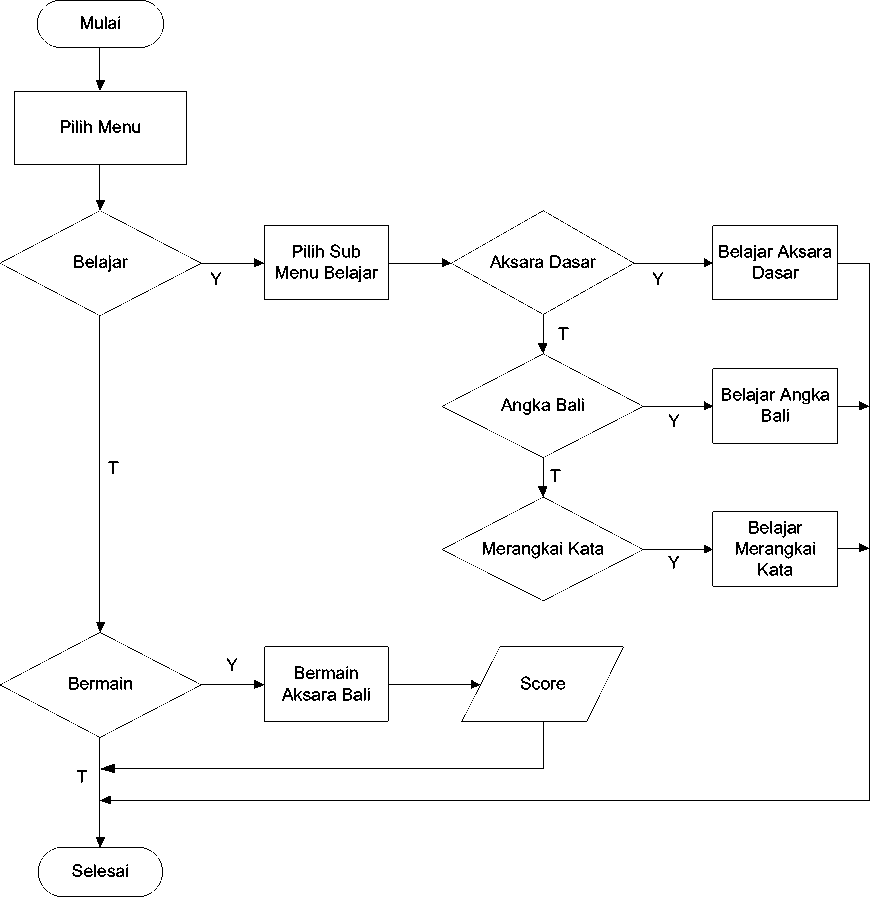 Mulai
Pilih Menu
Belajar
Y
Pilih Sub
Menu Belajar
Aksara Dasar
Y
Belajar Aksara
Dasar
T
Angka Bali
Y
Belajar Angka
Bali
T
T
Merangkai Kata
Y
Belajar
Merangkai
Kata
Bermain
Y
Bermain
Aksara Bali
Score
T
Selesai